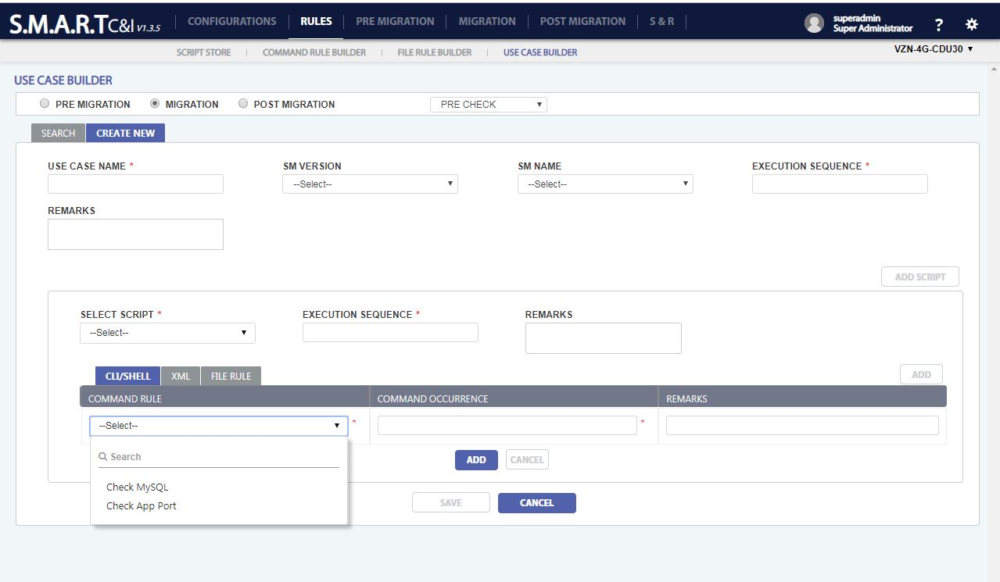 S.M.A.R.T C&I V1.3.5
CONFIGURATIONS RULES PRE MIGRATION MIGRATION POST MIGRATION S & R
superadmin
Super Administrator
?
SCRIPT STORE COMMAND RULE BUILDER FILE RULE BUILDER USE CASE BUILDER
VZN-4G-CDU30
USE CASE BUILDER
PRE MIGRATION MIGRATION POST MIGRATION PRE CHECK
SEARCH CREATE NEW
USE CASE NAME * SM VERSION SM NAME EXECUTION SEQUENCE *
--Select-- --Select--
REMARKS
ADD SCRIPT
SELECT SCRIPT * EXECUTION SEQUENCE * REMARKS
--Select--
CLI/SHELL XML FILE RULE ADD
COMMAND RULE COMMAND OCCURRENCE REMARKS
--Select-- * *
Search
ADD CANCEL
Check MySQL
Check App Port
SAVE CANCEL